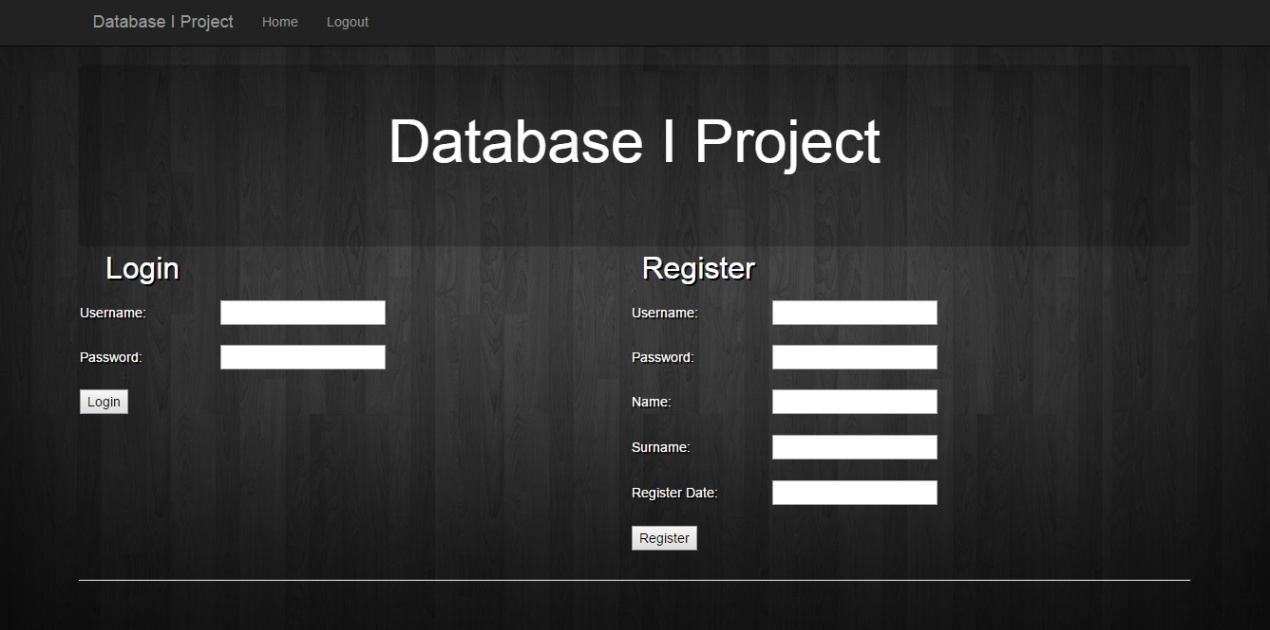 Database I Project Home Logout
Database I Project
Login
Username:
Password:
Login
Register
Username:
Password:
Name:
Surname:
Register Date:
Register